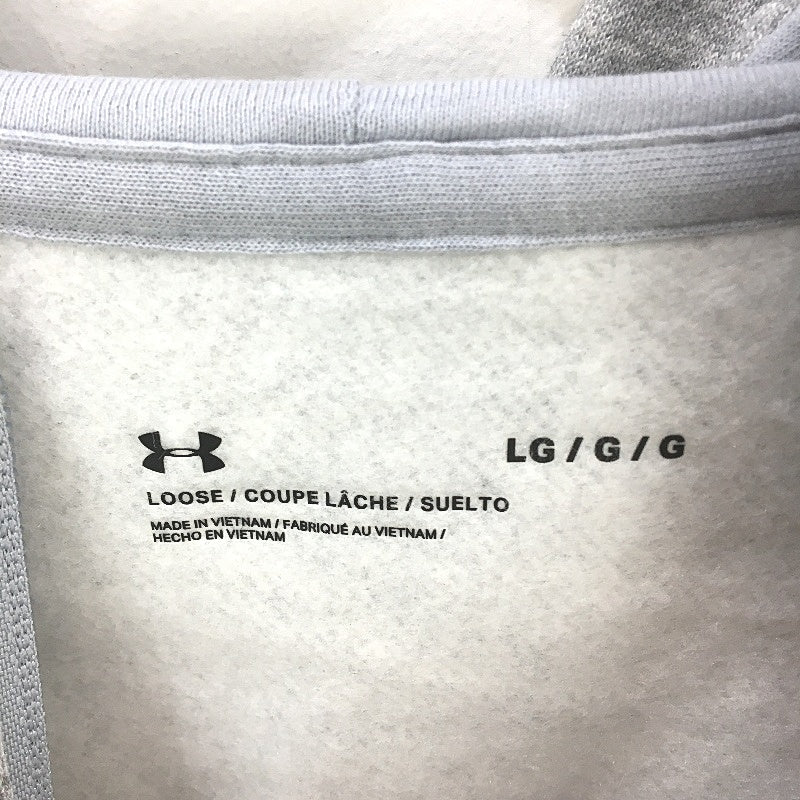 LG / G / G
LOOSE / COUPE LÂCHE / SUELTO
MADE IN VIETNAM / FABRIQUÉ AU VIETNAM /
HECHO EN VIETNAM